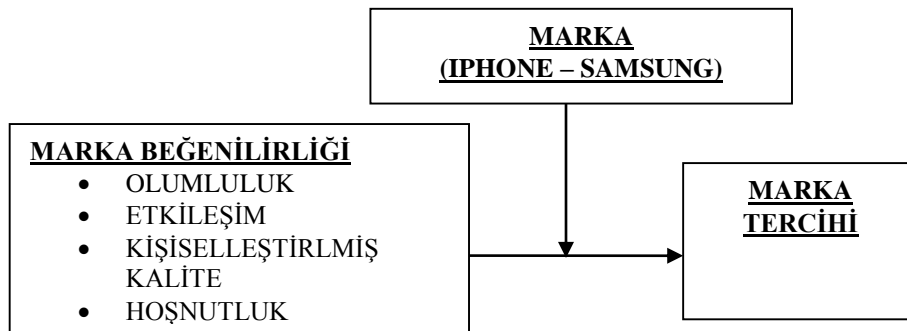 MARKA
(IPHONE – SAMSUNG)
MARKA BEĞENİLİRLİĞİ
• OLUMLULUK
• ETKİLEŞİM
• KİŞİSELLEŞTİRLMİŞ
KALİTE
• HOŞNUTLUK
MARKA
TERCİHİ